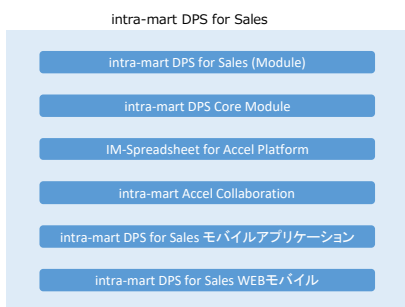 intra-mart DPS for Sales
intra-mart DPS for Sales (Module)
intra-mart DPS Core Module
IM-Spreadsheet for Accel Platform
intra-mart Accel Collaboration
intra-mart DPS for Sales モバイルアプリケーション
intra-mart DPS for Sales WEBモバイル